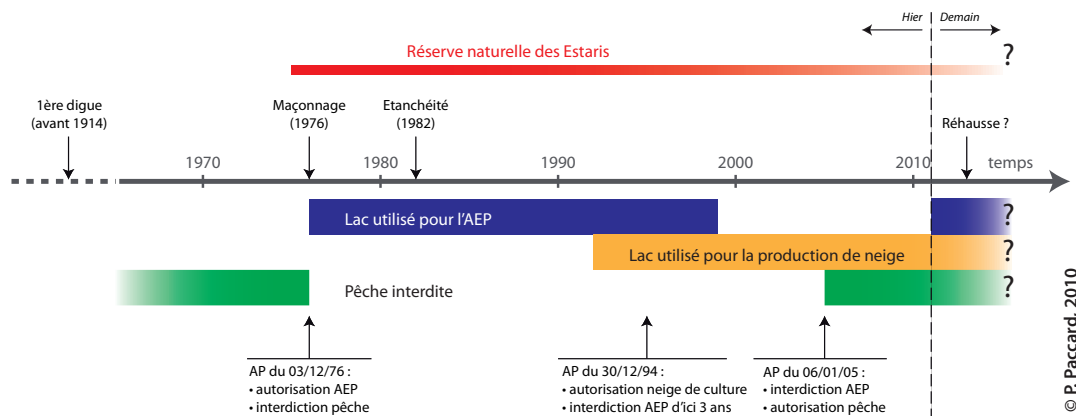 Hier
Demain
Réserve naturelle des Estaris
?
1ère digue
(avant 1914)
Maçonnage
(1976)
Etanchéité
(1982)
Réhausse ?
1970
1980
1990
2000
2010
temps
Lac utilisé pour l'AEP
?
Lac utilisé pour la production de neige
?
Pêche interdite
?
AP du 03/12/76 :
• autorisation AEP
• interdiction pêche
AP du 30/12/94 :
• autorisation neige de culture
• interdiction AEP d'ici 3 ans
AP du 06/01/05 :
• interdiction AEP
• autorisation pêche
© P. Paccard, 2010